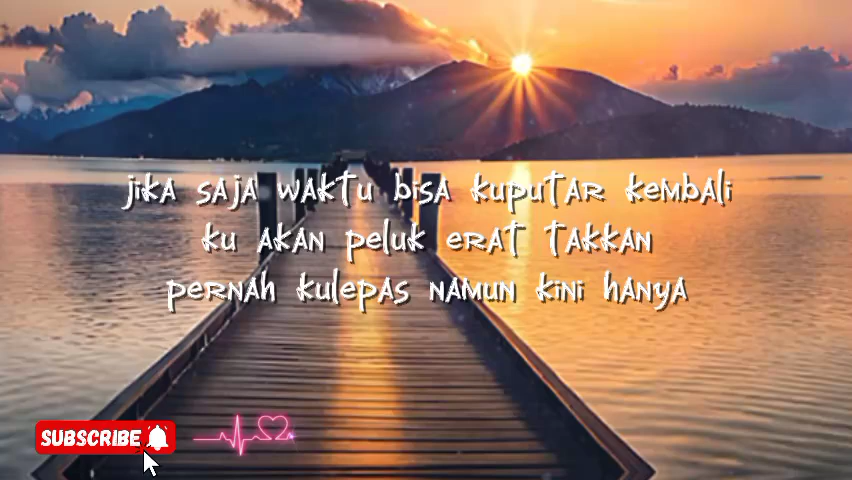 jika saja waktu bisa kuputar kembali
ku akan peluk erat takkan
pernah kulepas namun kini hanya
SUBSCRIBE